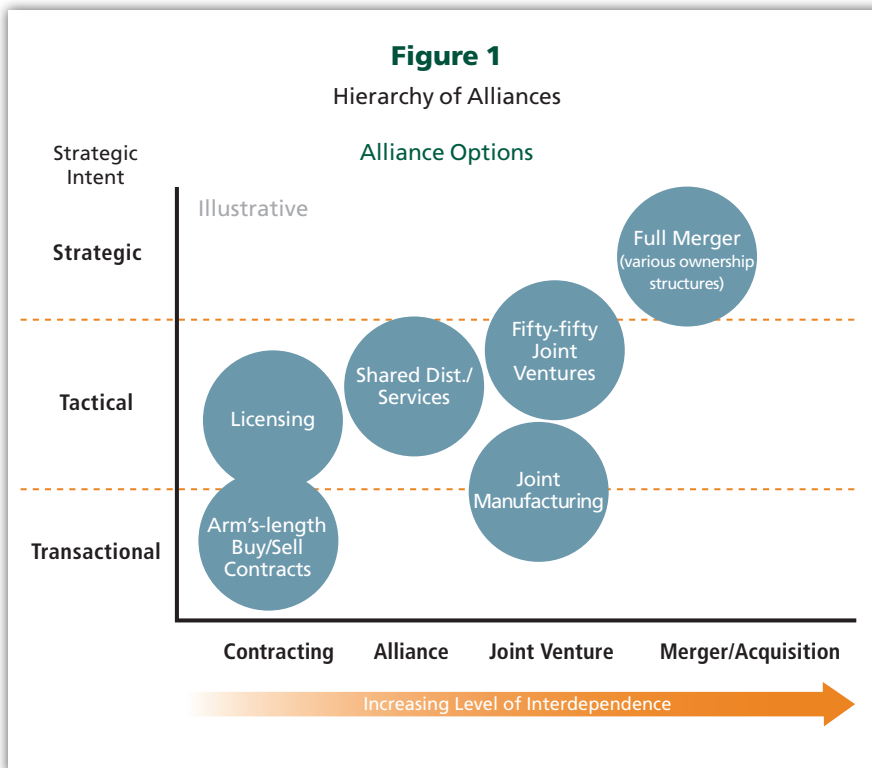 Figure 1
Hierarchy of Alliances
Alliance Options
Strategic
Intent
Illustrative
Strategic
Full Merger
(various ownership
structures)
Fifty-fifty
Joint
Ventures
Tactical
Shared Dist./
Services
Licensing
Joint
Manufacturing
Transactional
Arm's-length
Buy/Sell
Contracts
Contracting
Alliance
Joint Venture
Merger/Acquisition
Increasing Level of Interdependence